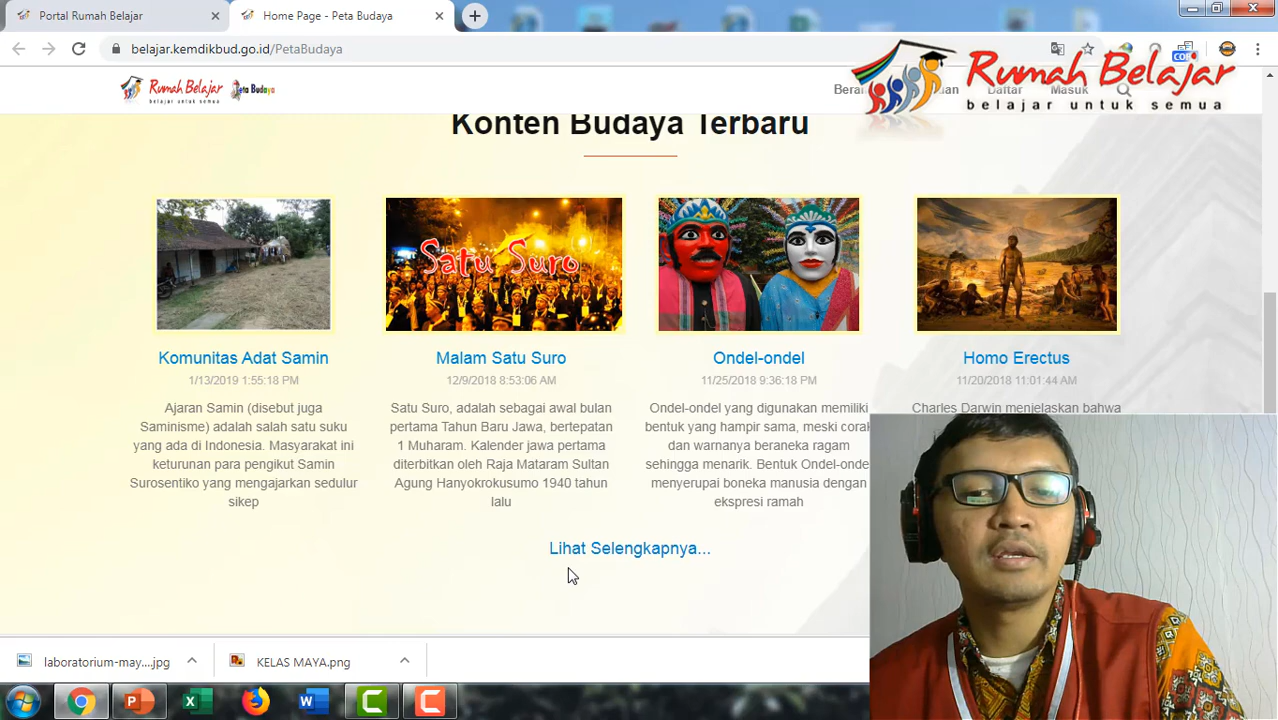 Portal Rumah Belajar
Home Page - Peta Budaya
belajar.kemdikbud.go.id/PetaBudaya
Rumah Belajar
belajar untuk semua
Peta Budaya
Daftar
Masuk
Rumah Belajar
belajar untuk semua
Konten Budaya Terbaru
Satu Suro
Komunitas Adat Samin
1/13/2019 1:55:18 PM
Ajaran Samin (disebut juga
Saminisme) adalah salah satu suku
yang ada di Indonesia. Masyarakat ini
keturunan para pengikut Samin
Surosentiko yang mengajarkan sedulur
sikep
Malam Satu Suro
12/9/2018 8:53:06 AM
Satu Suro, adalah sebagai awal bulan
pertama Tahun Baru Jawa, bertepatan
1 Muharam. Kalender jawa pertama
diterbitkan oleh Raja Mataram Sultan
Agung Hanyokrokusumo 1940 tahun
lalu
Ondel-ondel
11/25/2018 9:36:18 PM
Ondel-ondel yang digunakan memiliki
bentuk yang hampir sama, meski corak
dan warnanya beraneka ragam
sehingga menarik. Bentuk Ondel-onde
menyerupai boneka manusia dengan
ekspresi ramah
Homo Erectus
11/20/2018 11:01:44 AM
Charles Darwin menjelaskan bahwa
Lihat Selengkapnya...
laboratorium-may....jpg
KELAS MAYA.png